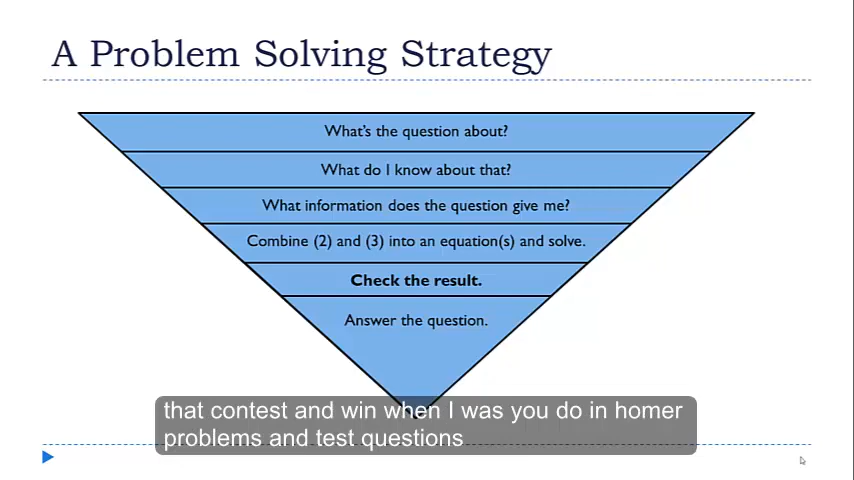 A Problem Solving Strategy
What's the question about?
What do I know about that?
What information does the question give me?
Combine (2) and (3) into an equation(s) and solve.
Check the result.
Answer the question.
that contest and win when I was you do in homer
problems and test questions